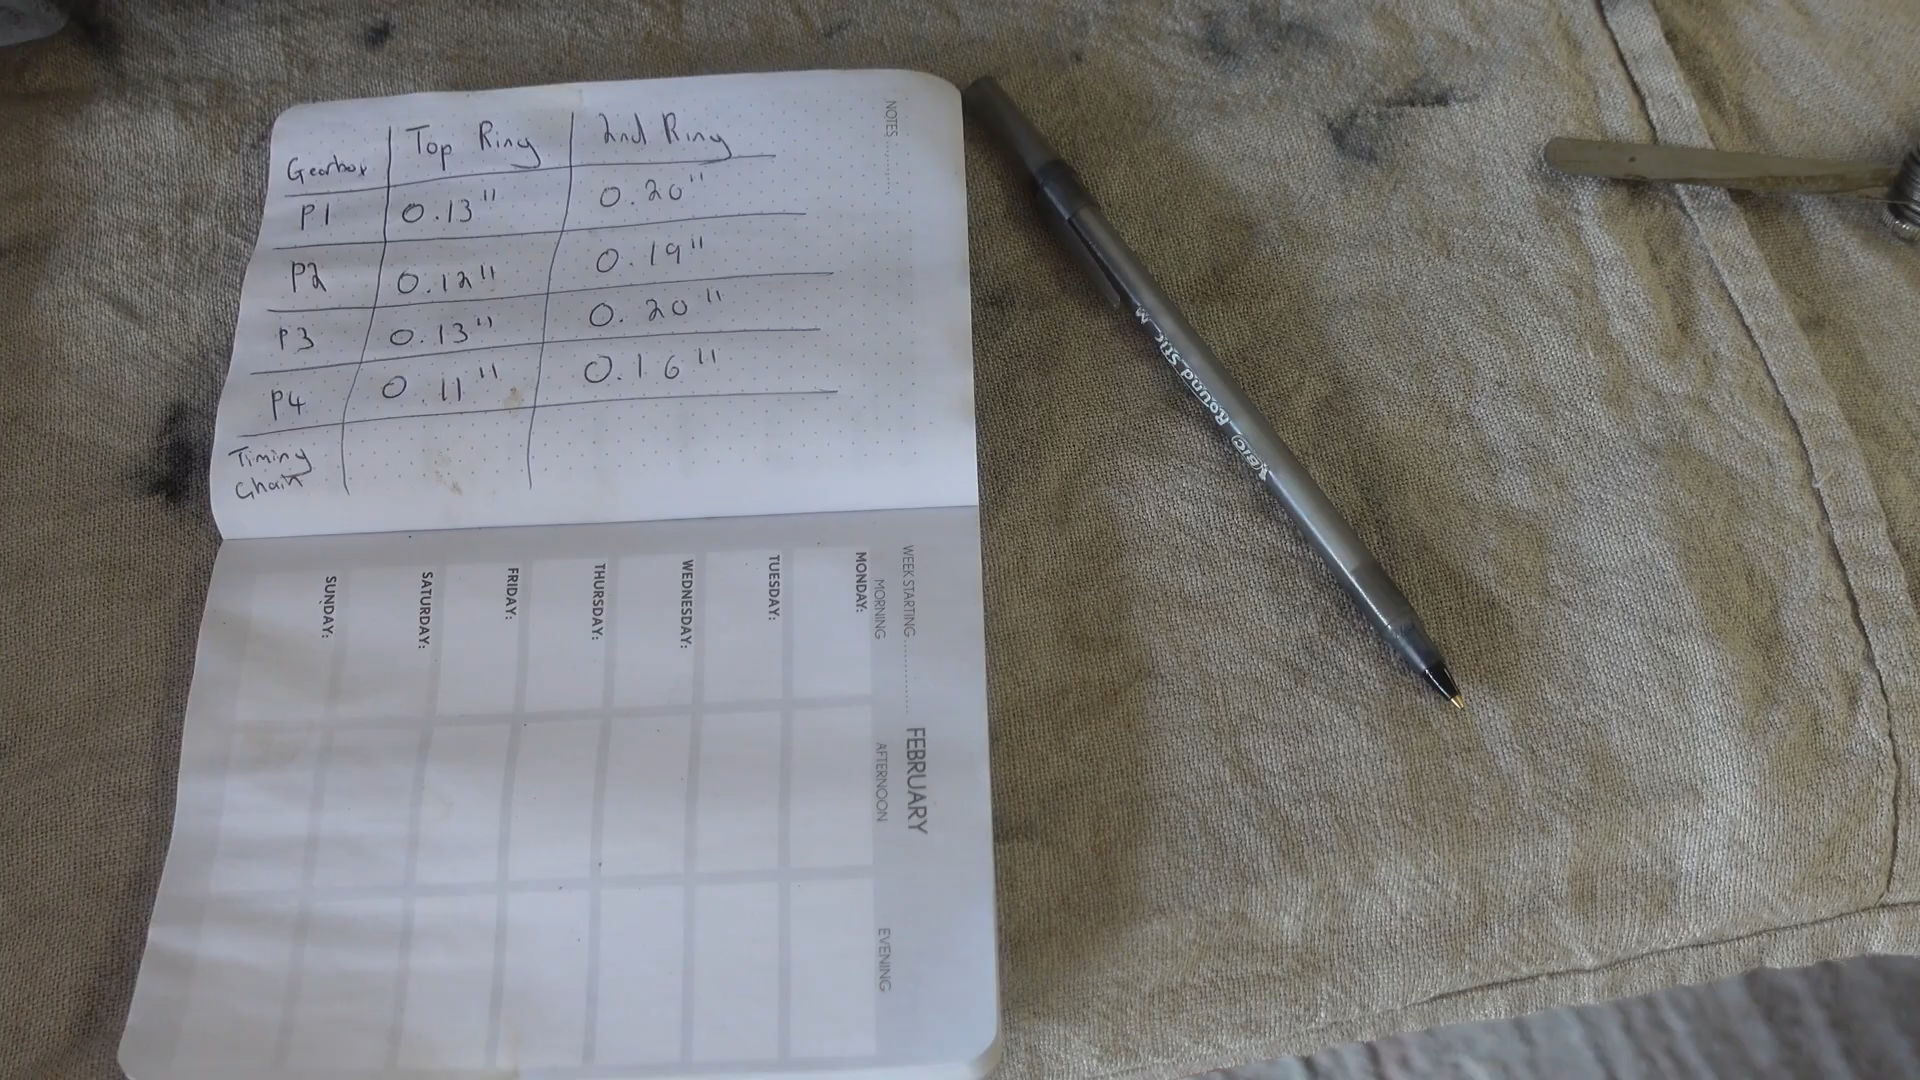 NOTES
Gearbox Top Ring 2nd Ring
P1 0.13" 0.20"
P2 0.12" 0.19"
P3 0.13" 0.20"
P4 0.11" 0.16"
Timing
Chain
FEBRUARY
WEEK STARTING
MORNING AFTERNOON EVENING
MONDAY:
TUESDAY:
WEDNESDAY:
THURSDAY:
FRIDAY:
SATURDAY:
SUNDAY:
BIC Round Stic M